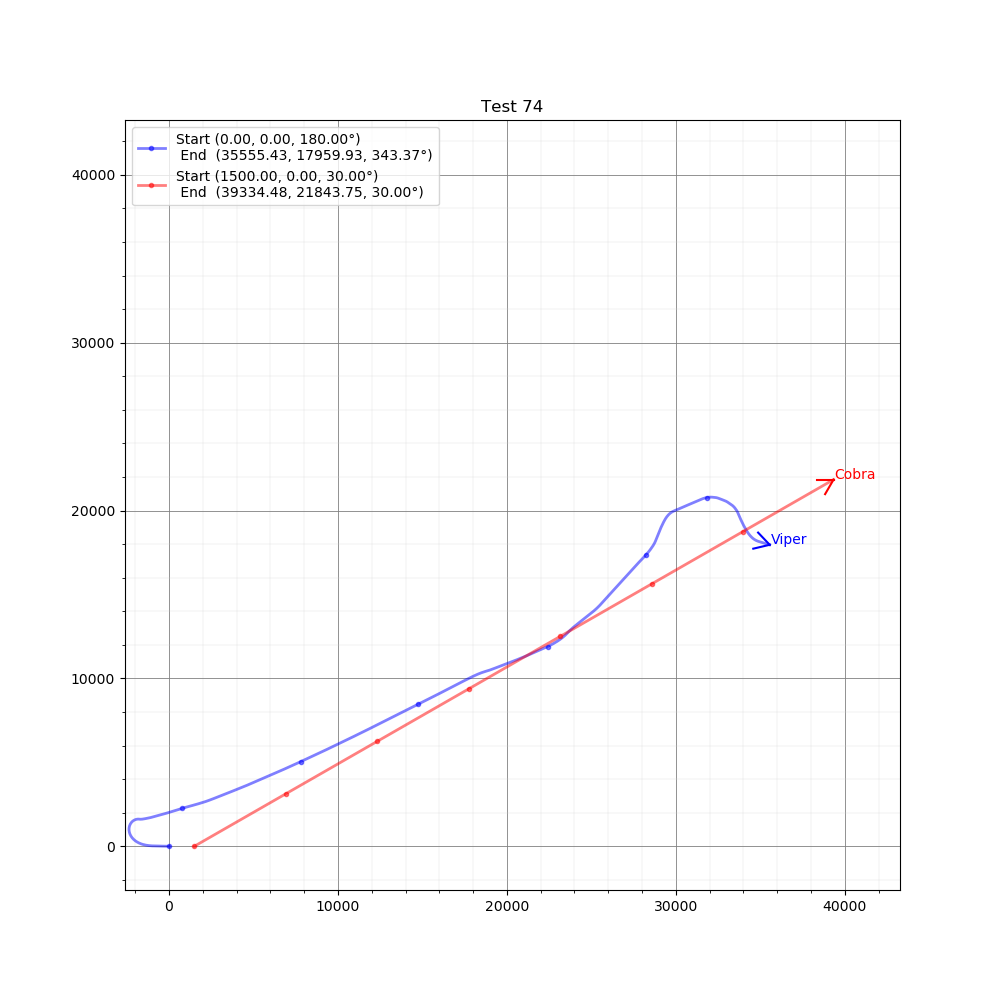 Test 74
Start (0.00, 0.00, 180.00°)
End (35555.43, 17959.93, 343.37°)
Start (1500.00, 0.00, 30.00°)
End (39334.48, 21843.75, 30.00°)
40000
30000
20000
10000
0
Cobra
Viper
0
10000
20000
30000
40000